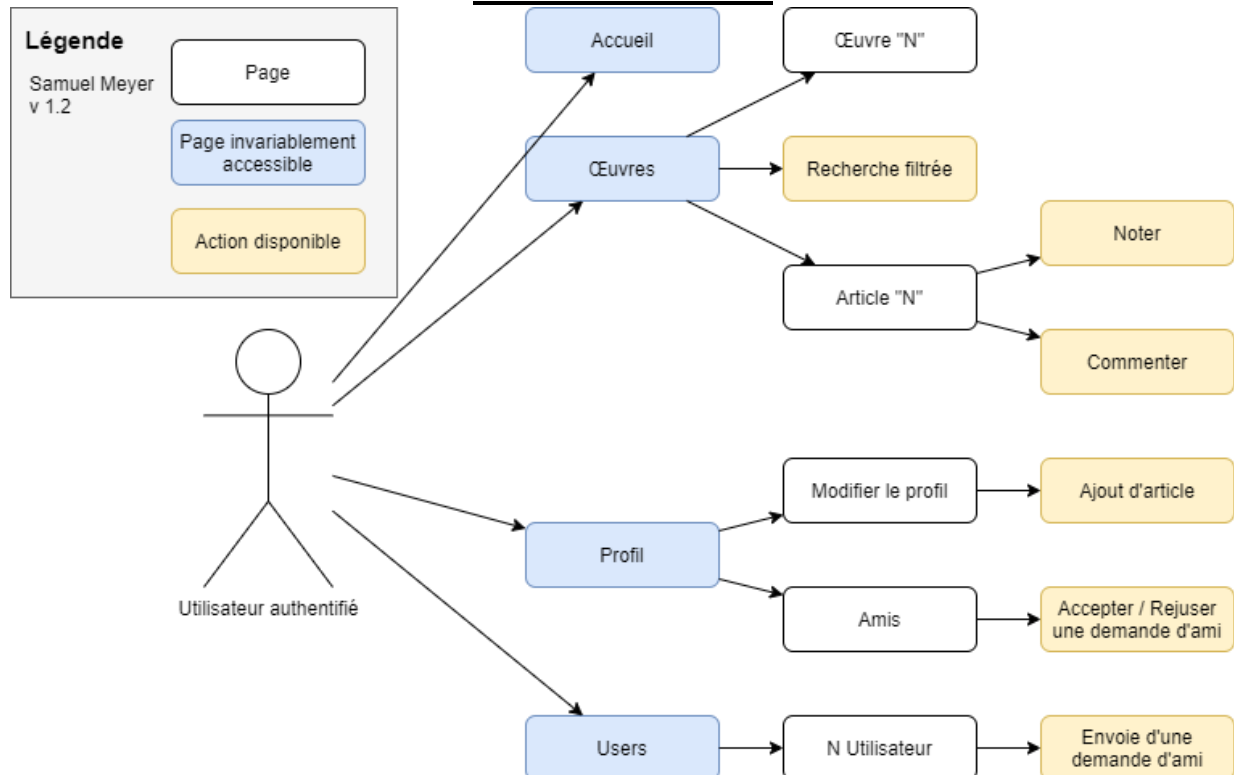 Légende
Samuel Meyer
v 1.2
Page
Page invariablement
accessible
Action disponible
Utilisateur authentifié
Accueil
Œuvre "N"
Œuvres
Recherche filtrée
Article "N"
Noter
Commenter
Profil
Modifier le profil
Ajout d'article
Amis
Accepter / Rejuser
une demande d'ami
Users
N Utilisateur
Envoie d'une
demande d'ami